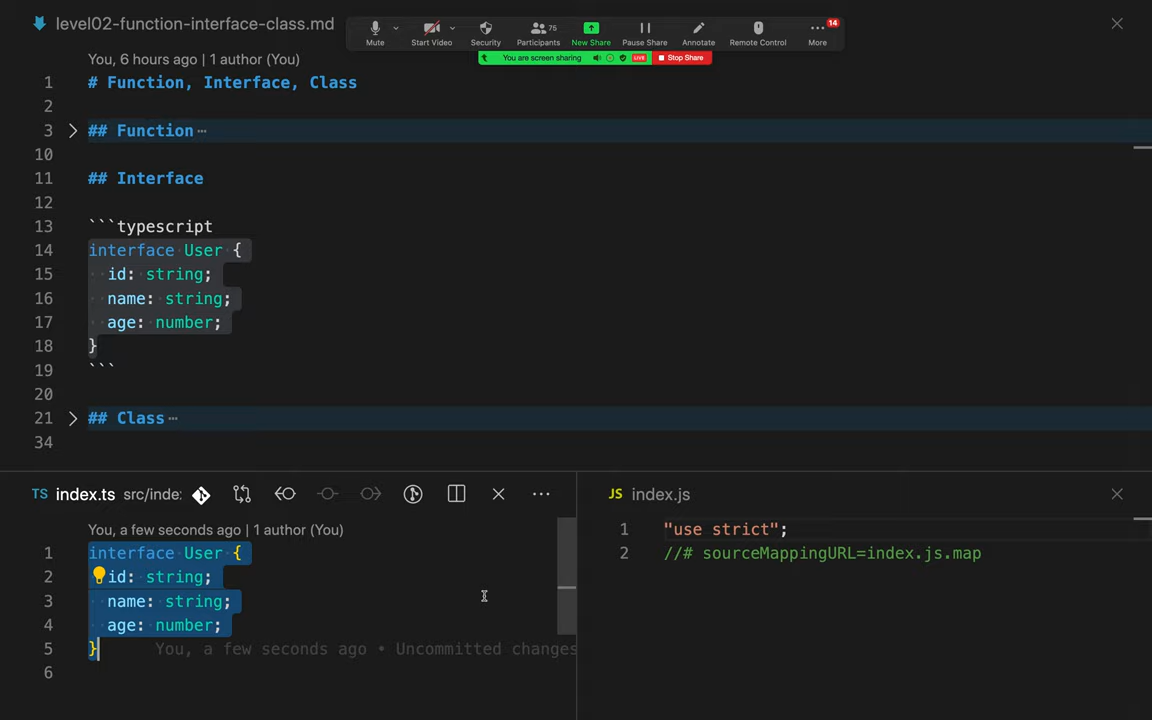 level02-function-interface-class.md
Mute
Start Video
Security
Participants
75
New Share
Pause Share
Annotate
Remote Control
More
14
You are screen sharing
LIVE
Stop Share
You, 6 hours ago | 1 author (You)
1 # Function, Interface, Class
2
3 ## Function ⋯
10
11 ## Interface
12
13 ```typescript
14 interface User {
15 id: string;
16 name: string;
17 age: number;
18 }
19 ```
20
21 ## Class ⋯
34
TS index.ts src/inde:
You, a few seconds ago | 1 author (You)
1 interface User {
2 id: string;
3 name: string;
4 age: number;
5 } You, a few seconds ago • Uncommitted changes
6
JS index.js
1 "use strict";
2 //# sourceMappingURL=index.js.map